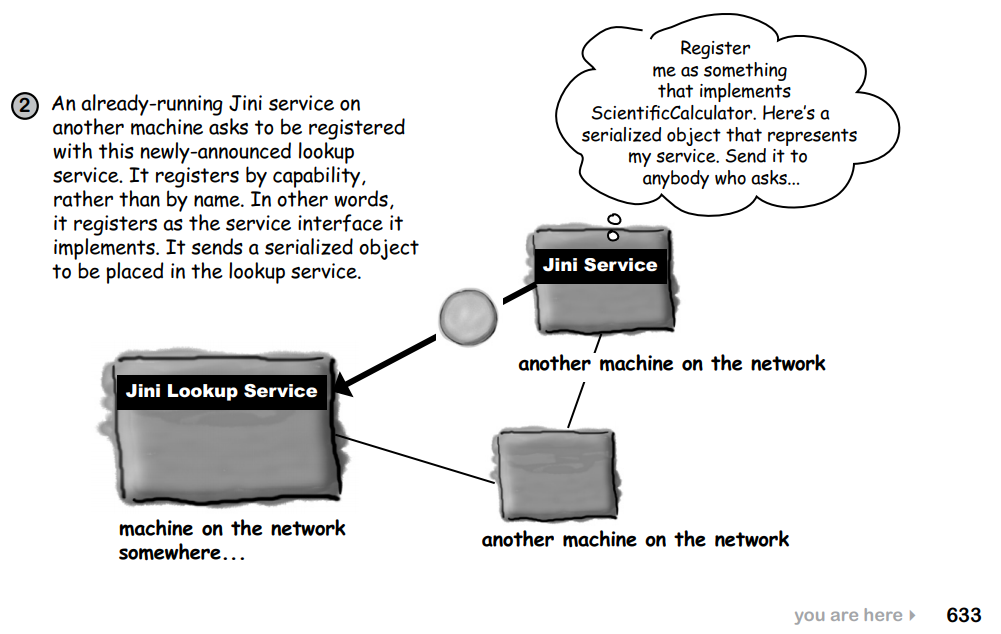 Register
me as something
that implements
ScientificCalculator. Here's a
serialized object that represents
my service. Send it to
anybody who asks...
2 An already-running Jini service on
another machine asks to be registered
with this newly-announced lookup
service. It registers by capability,
rather than by name. In other words,
it registers as the service interface it
implements. It sends a serialized object
to be placed in the lookup service.
Jini Service
another machine on the network
Jini Lookup Service
another machine on the network
machine on the network
somewhere...
you are here 633